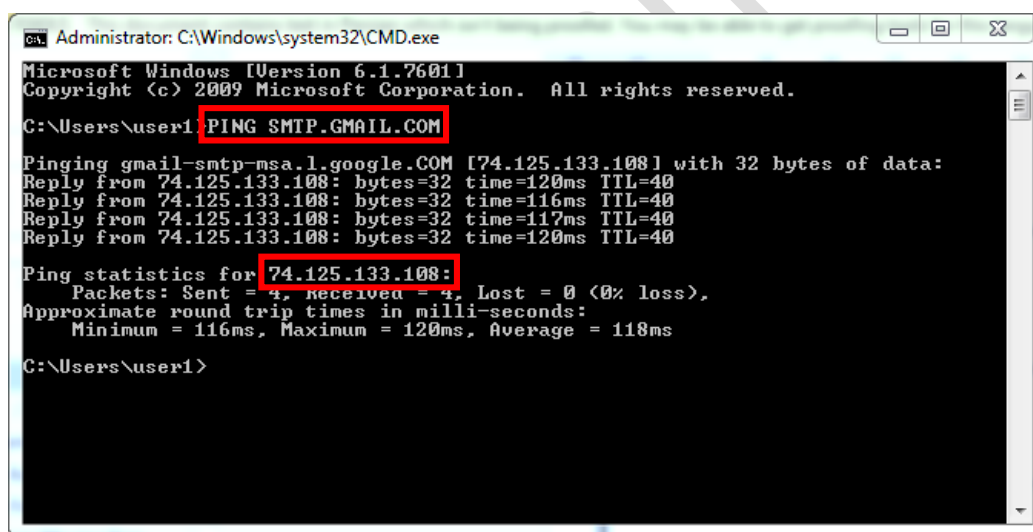 Administrator: C:\Windows\system32\CMD.exe
Microsoft Windows [Version 6.1.7601]
Copyright (c) 2009 Microsoft Corporation.  All rights reserved.
C:\Users\user1>PING SMTP.GMAIL.COM
Pinging gmail-smtp-msa.l.google.COM [74.125.133.108] with 32 bytes of data:
Reply from 74.125.133.108: bytes=32 time=120ms TTL=40
Reply from 74.125.133.108: bytes=32 time=116ms TTL=40
Reply from 74.125.133.108: bytes=32 time=117ms TTL=40
Reply from 74.125.133.108: bytes=32 time=120ms TTL=40
Ping statistics for 74.125.133.108:
Packets: Sent = 4, Received = 4, Lost = 0 (0% loss),
Approximate round trip times in milli-seconds:
Minimum = 116ms, Maximum = 120ms, Average = 118ms
C:\Users\user1>